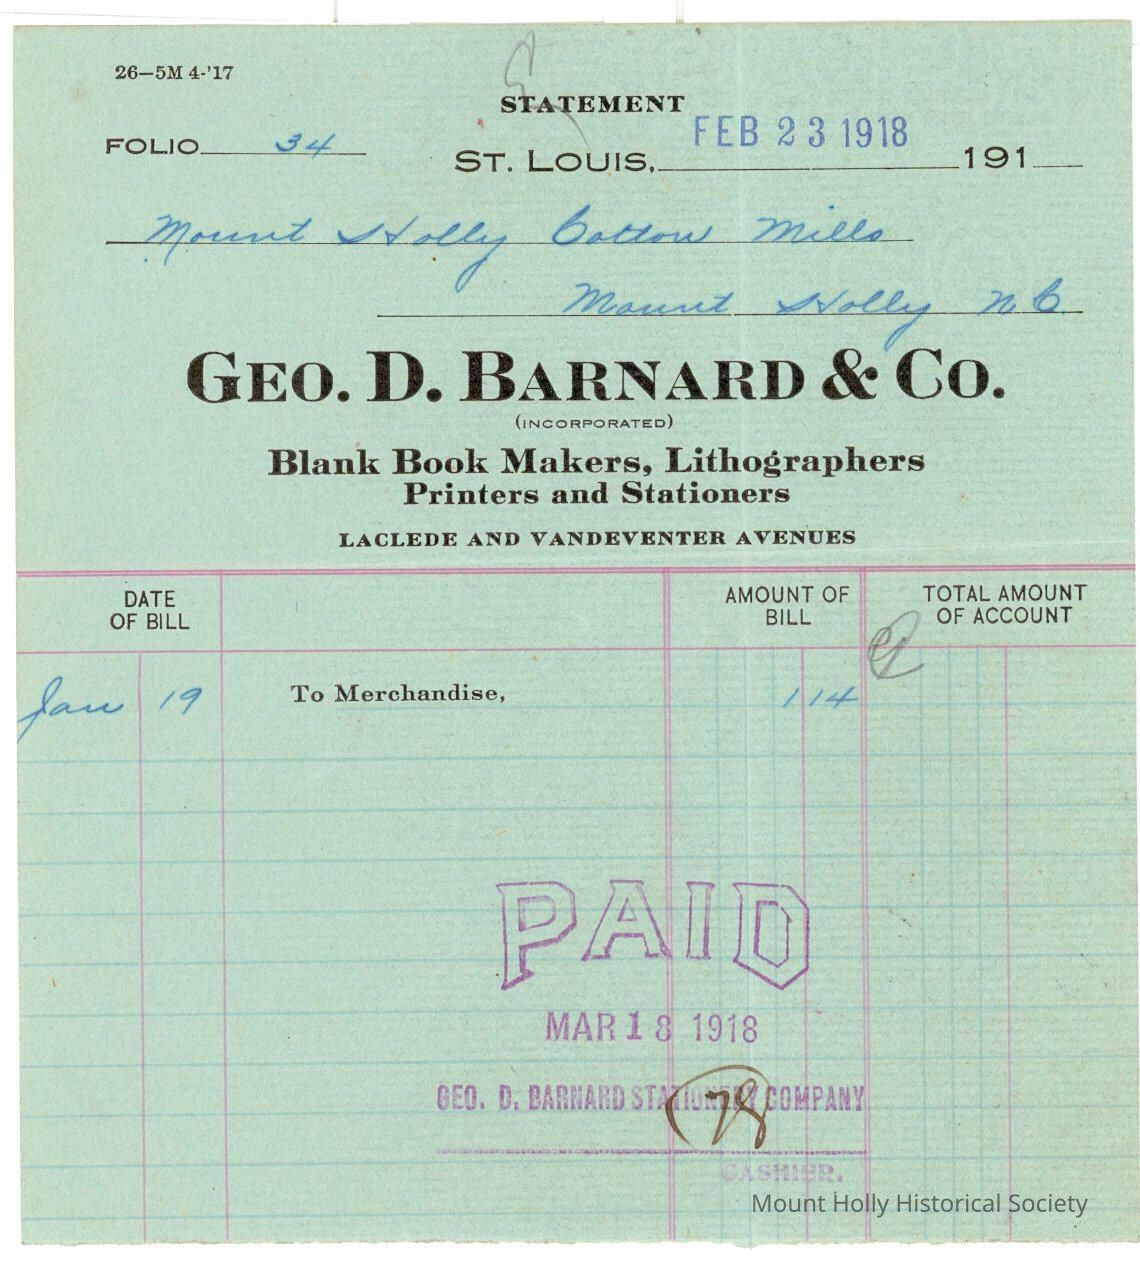 26—5M 4-'17
STATEMENT
FOLIO 34
FEB 23 1918
ST. LOUIS, 191
Mount Holly Cotton Mills
Mount Holly N.C.
GEO. D. BARNARD & CO.
(INCORPORATED)
Blank Book Makers, Lithographers
Printers and Stationers
LACLEDE AND VANDEVENTER AVENUES
DATE OF BILL
AMOUNT OF BILL
TOTAL AMOUNT OF ACCOUNT
Jan 19 To Merchandise, 1 14
PAID
MAR 18 1918
GEO. D. BARNARD STATIONERY COMPANY
CASHIER.
Mount Holly Historical Society